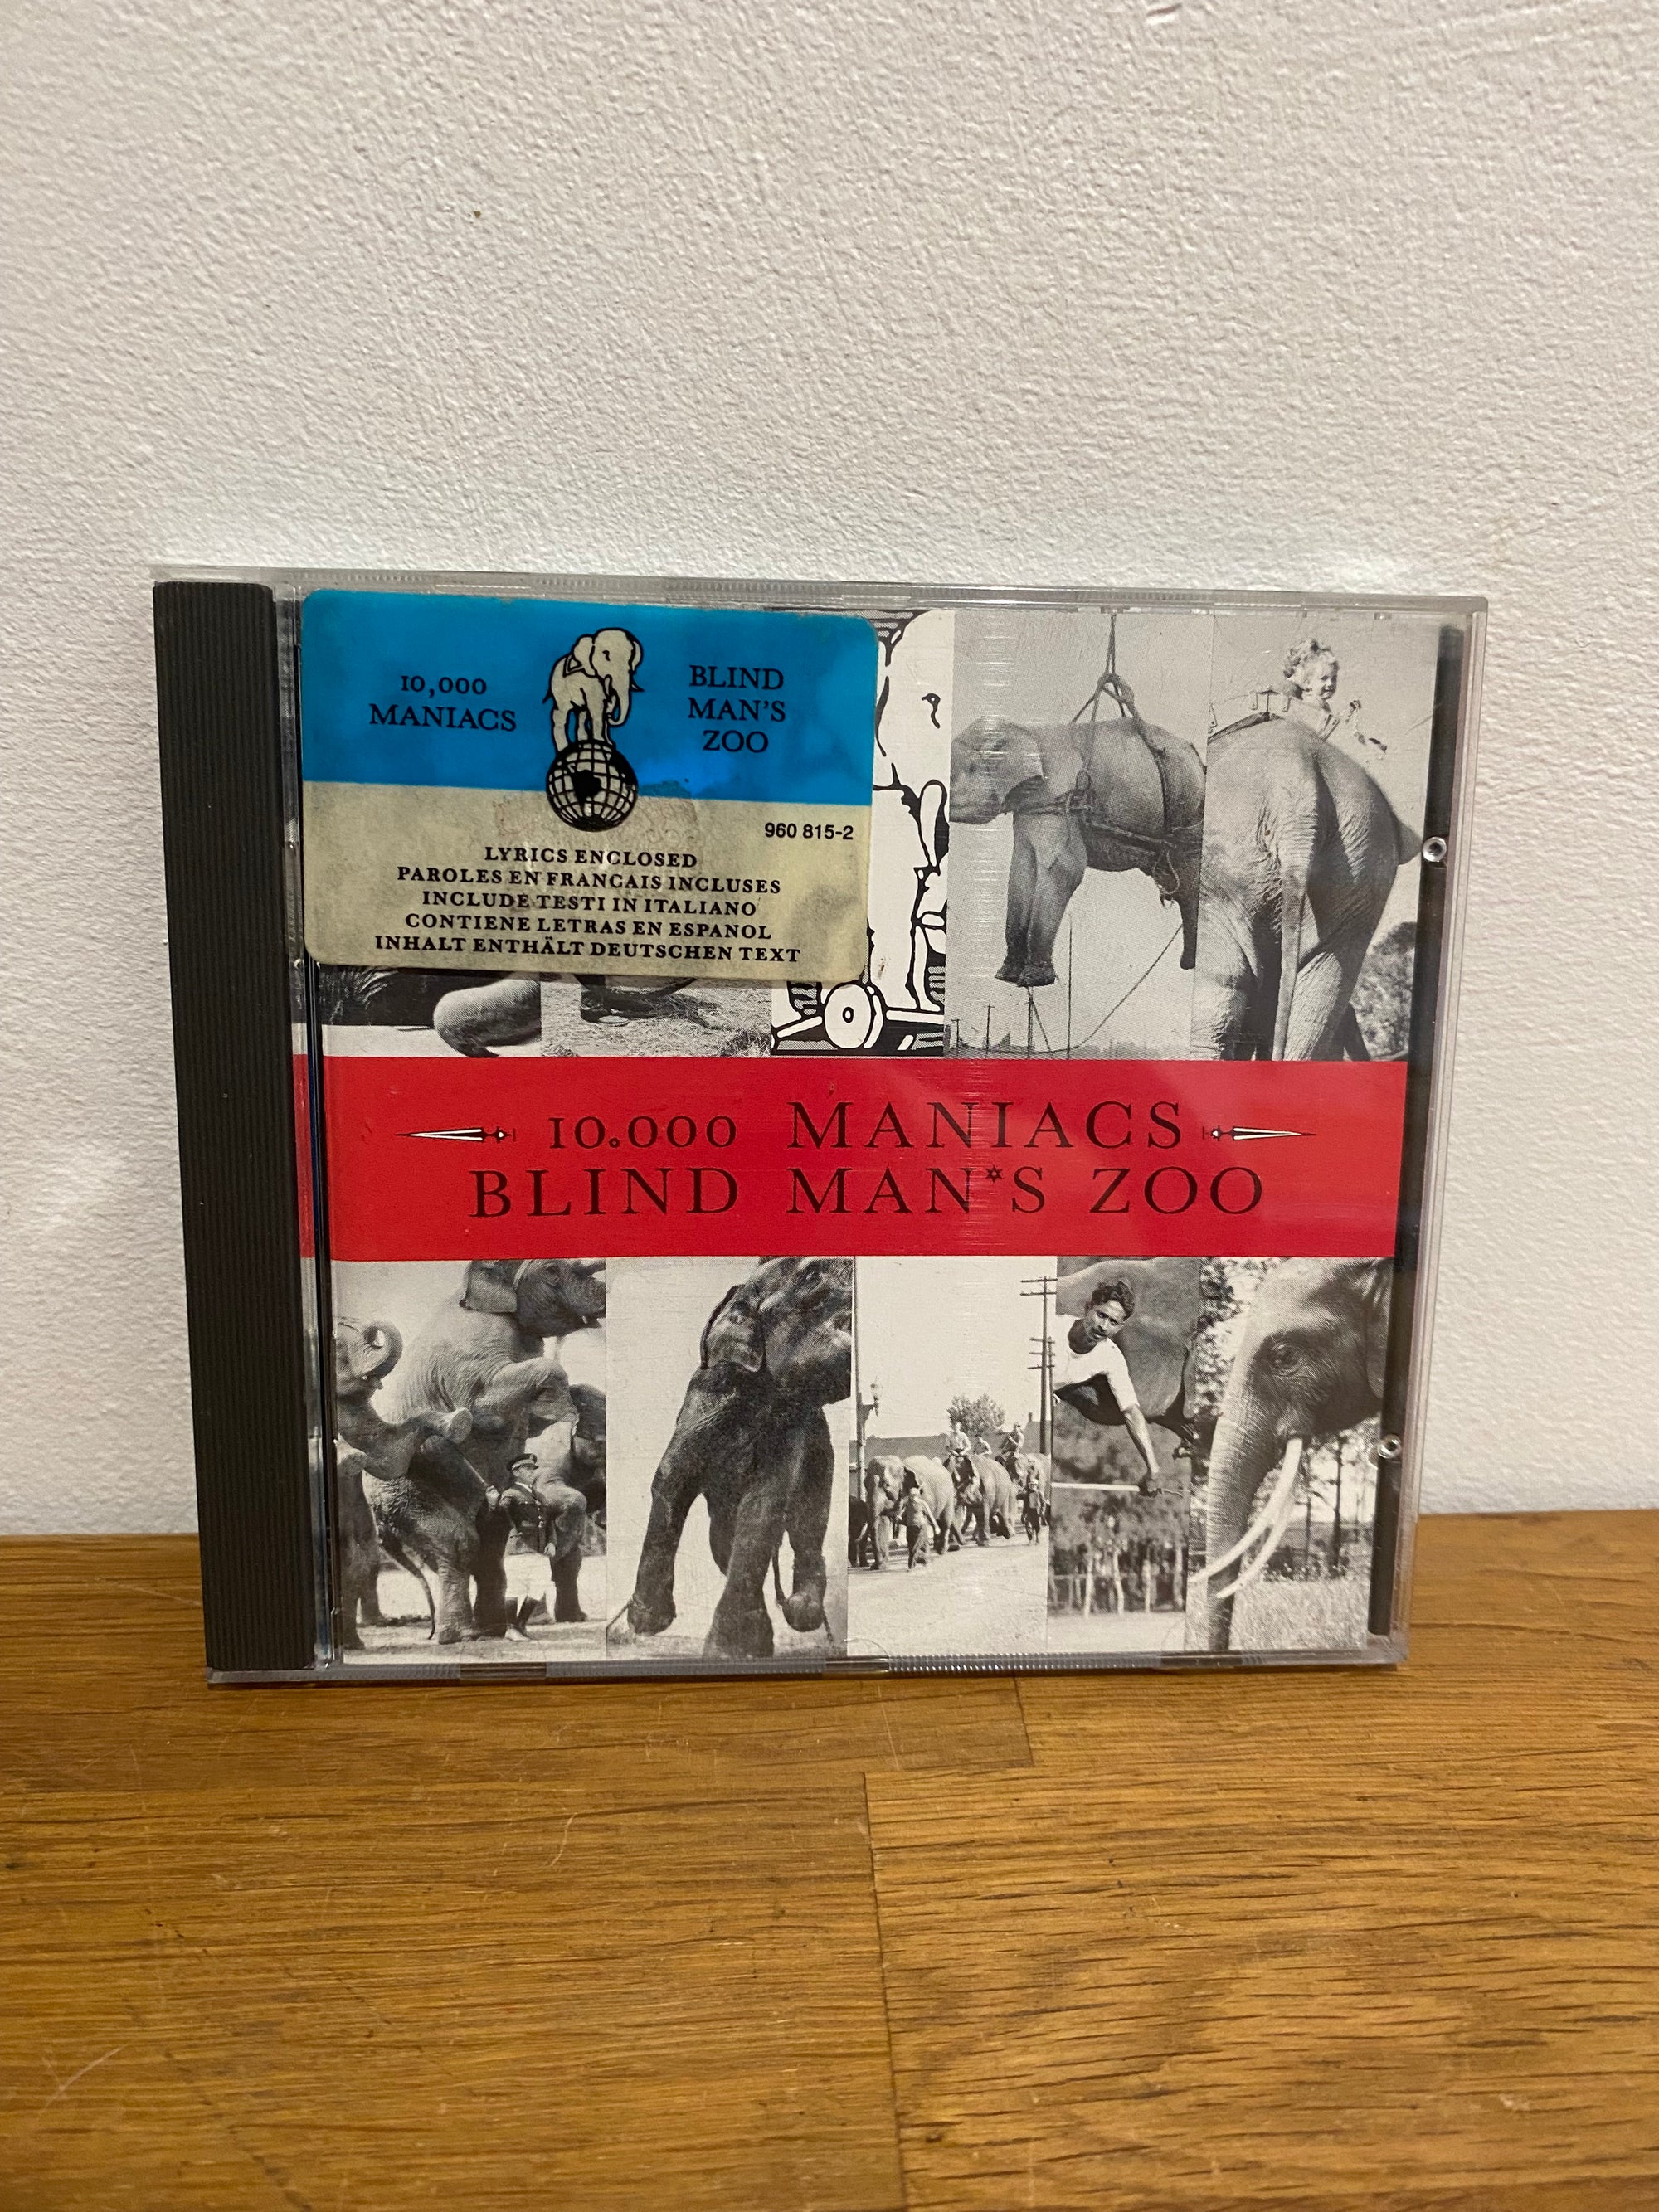 10,000
MANIACS
BLIND
MAN'S
ZOO
960 815-2
LYRICS ENCLOSED
PAROLES EN FRANCAIS INCLUSES
INCLUDE TESTI IN ITALIANO
CONTIENE LETRAS EN ESPANOL
INHALT ENTHÄLT DEUTSCHEN TEXT
10.000 MANIACS
BLIND MAN*S ZOO